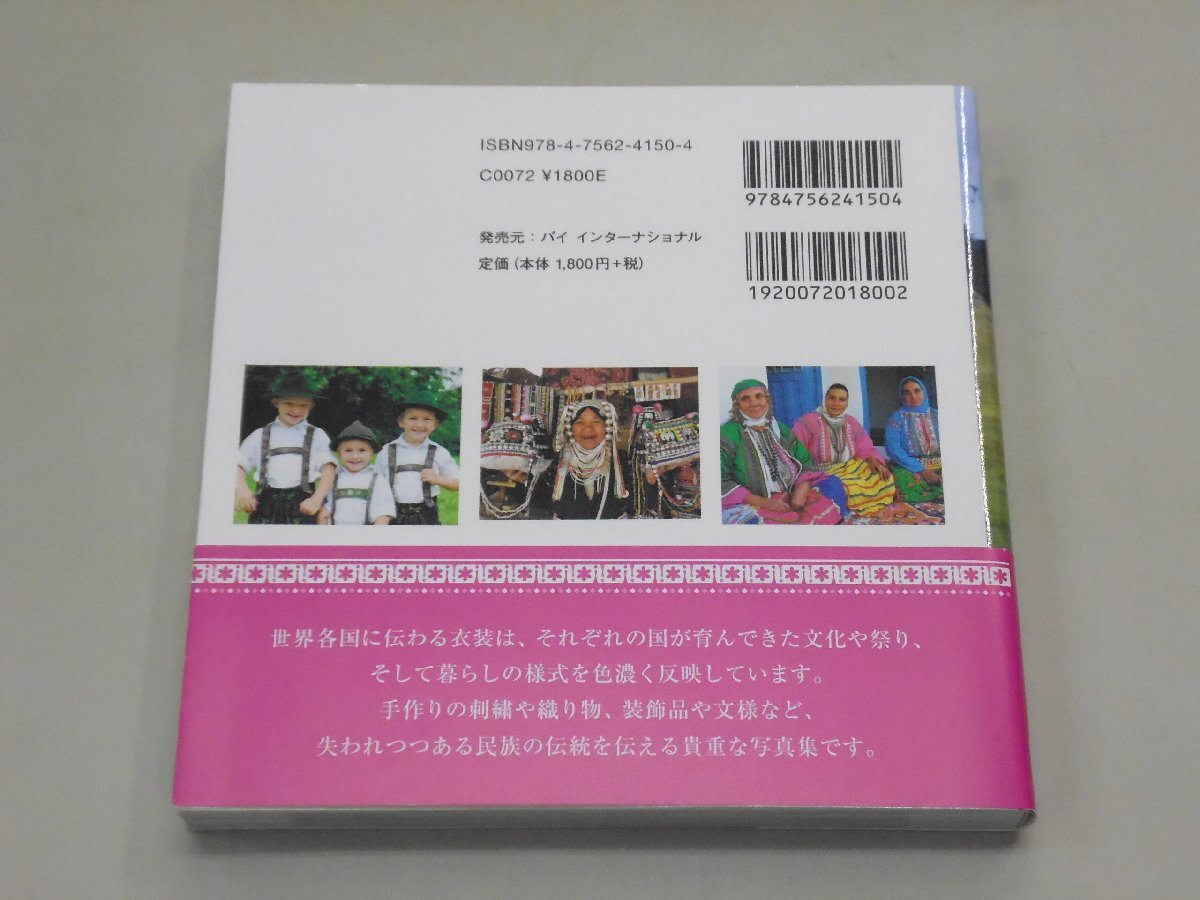 ISBN978-4-7562-4150-4
C0072 ¥1800E
発売元：パイ インターナショナル
定価（本体 1,800円＋税）
9784756241504
1920072018002
世界各国に伝わる衣装は、それぞれの国が育んできた文化や祭り、
そして暮らしの様式を色濃く反映しています。
手作りの刺繍や織り物、装飾品や文様など、
失われつつある民族の伝統を伝える貴重な写真集です。